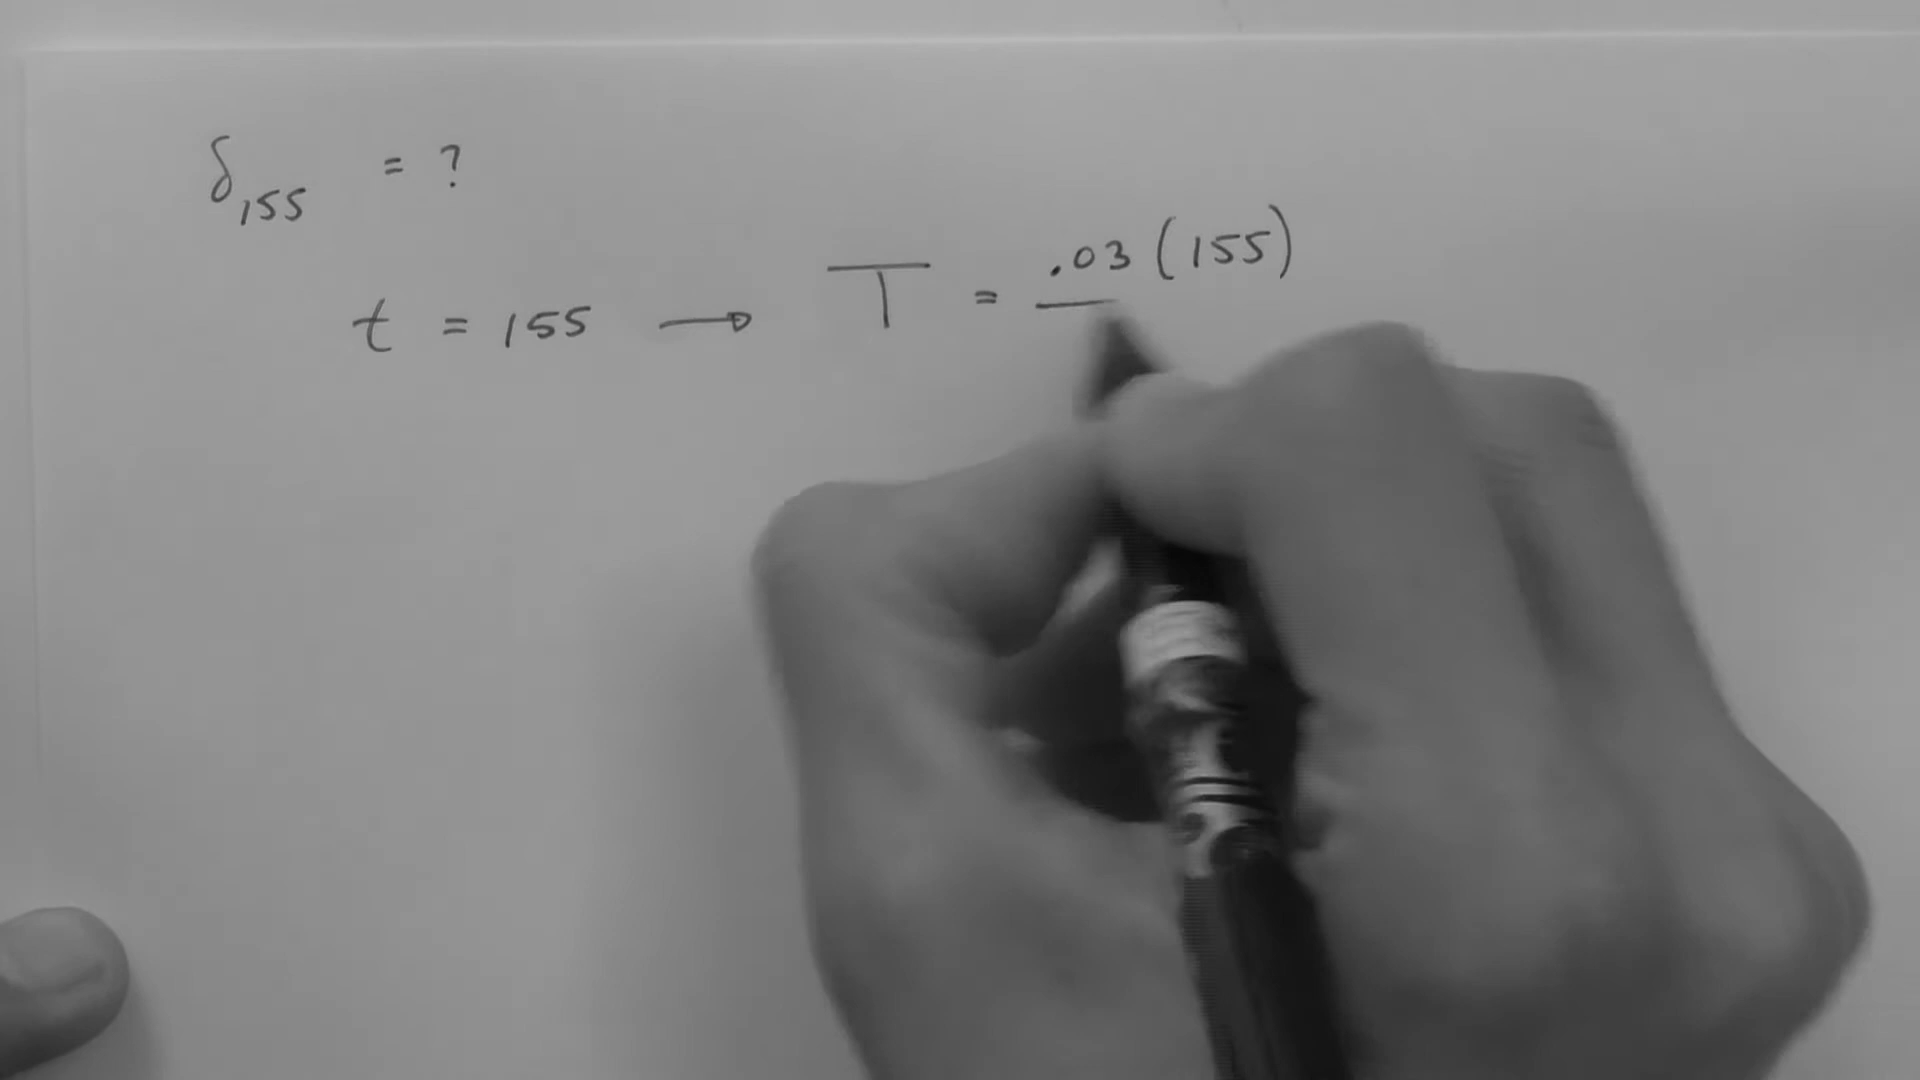 δ₁₅₅ = ?
t = 155 → T = .03 (155)